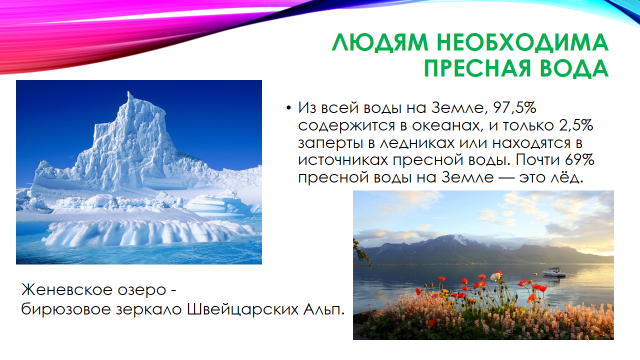 ЛЮДЯМ НЕОБХОДИМА
ПРЕСНАЯ ВОДА
• Из всей воды на Земле, 97,5%
содержится в океанах, и только 2,5%
заперты в ледниках или находятся в
источниках пресной воды. Почти 69%
пресной воды на Земле — это лёд.
Женевское озеро -
бирюзовое зеркало Швейцарских Альп.